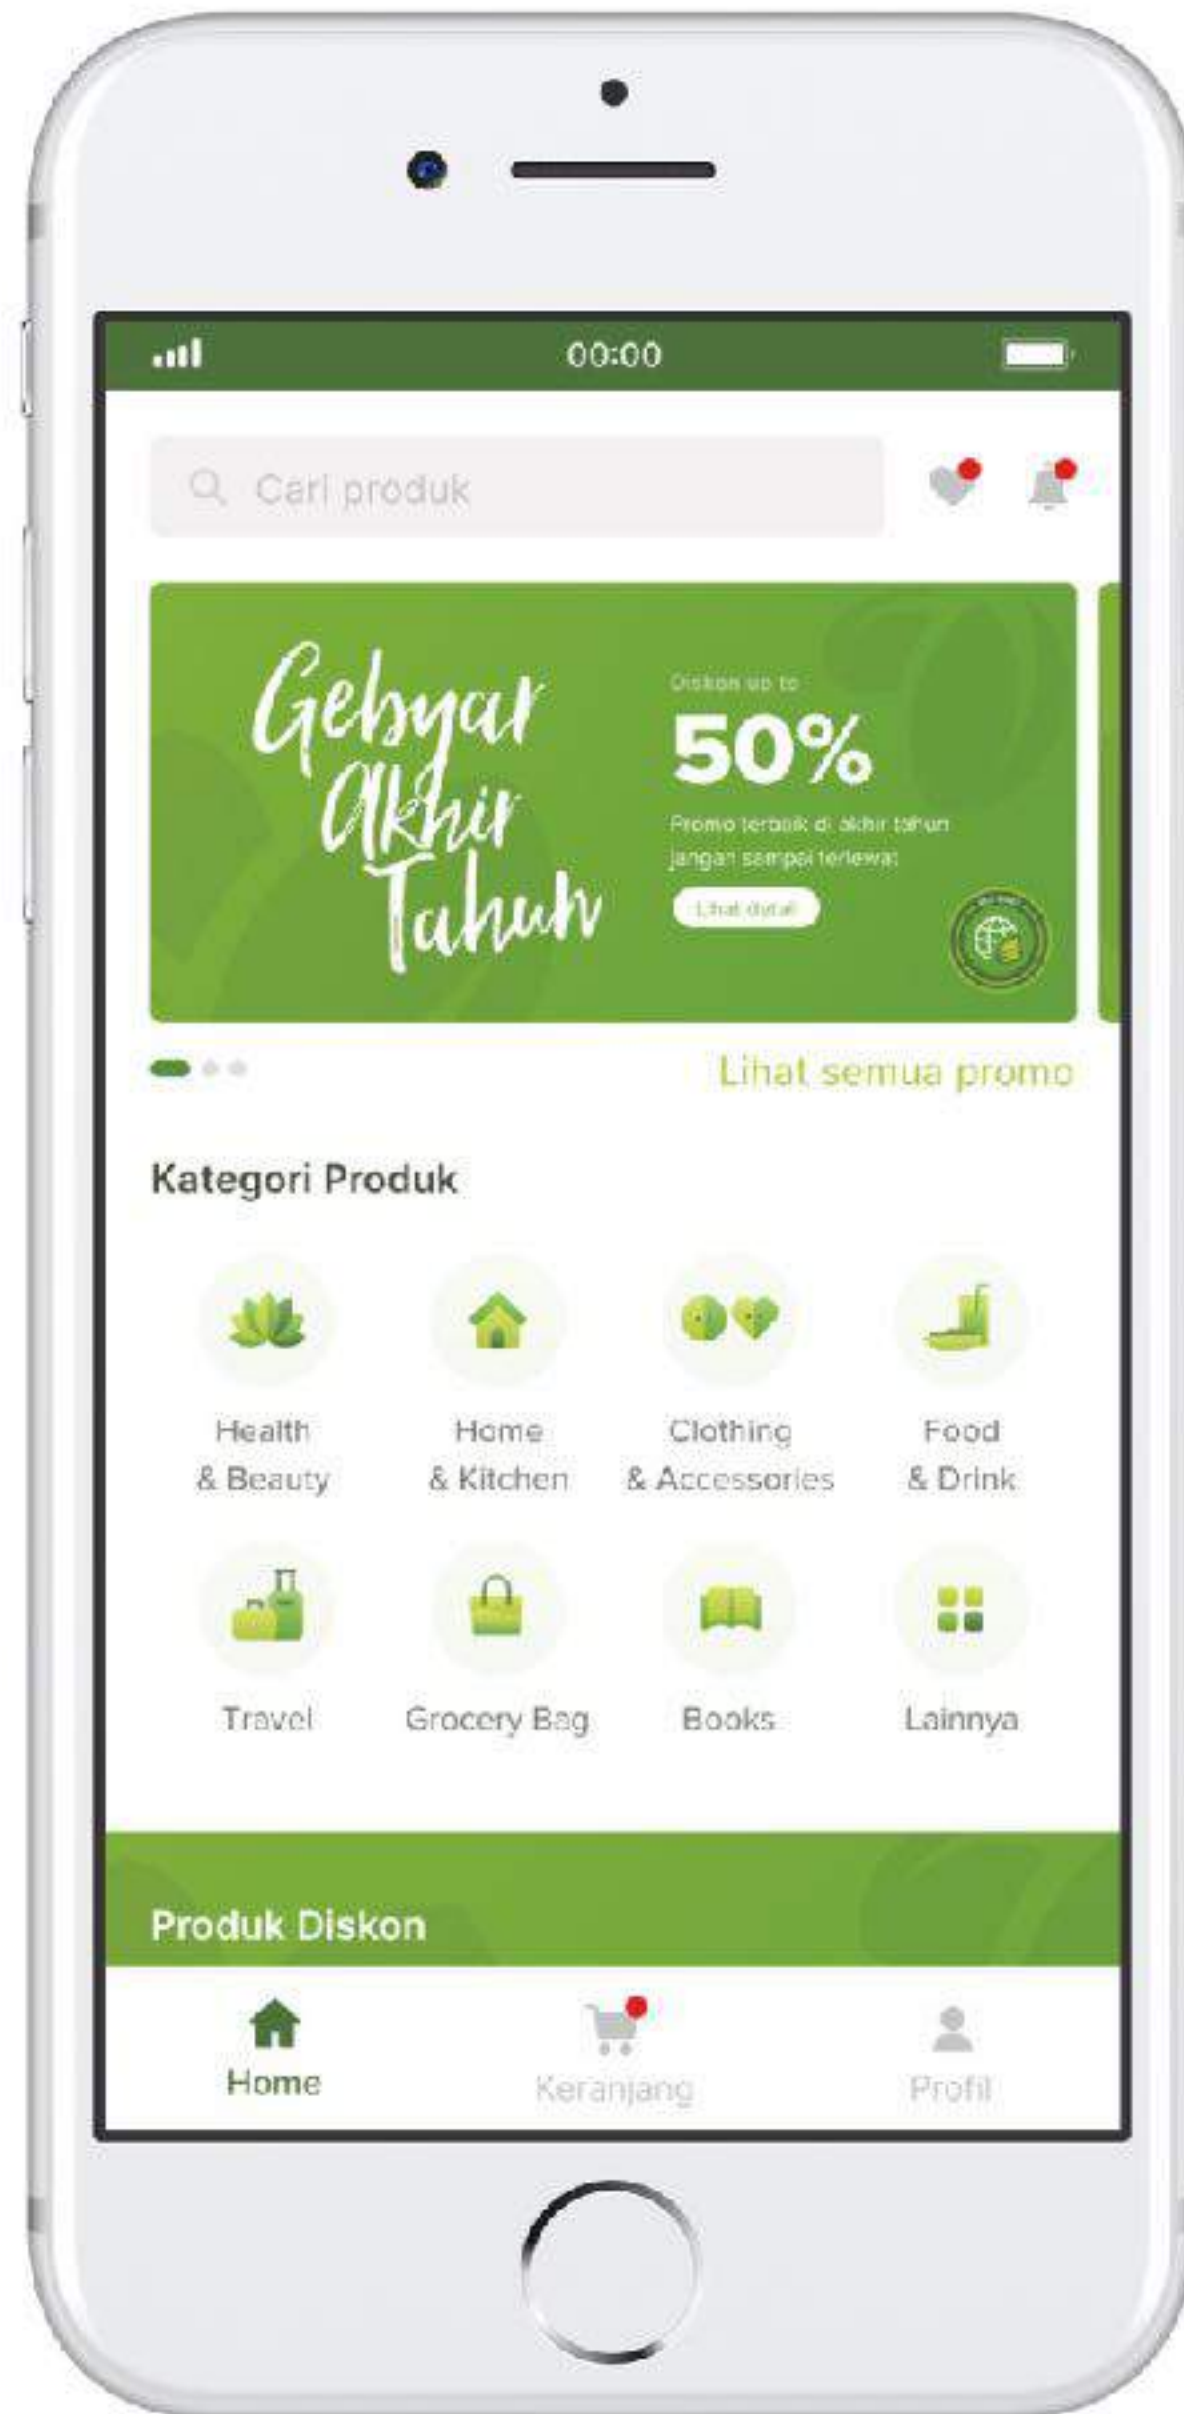 00:00
Cari produk
Gebyar
Akhir
Tahun
Diskon up to
50%
Promo terbaik di akhir tahun
jangan sampai terlewat
Lihat detail
Lihat semua promo
Kategori Produk
Health
& Beauty
Home
& Kitchen
Clothing
& Accessories
Food
& Drink
Travel
Grocery Bag
Books
Lainnya
Produk Diskon
Home
Keranjang
Profil